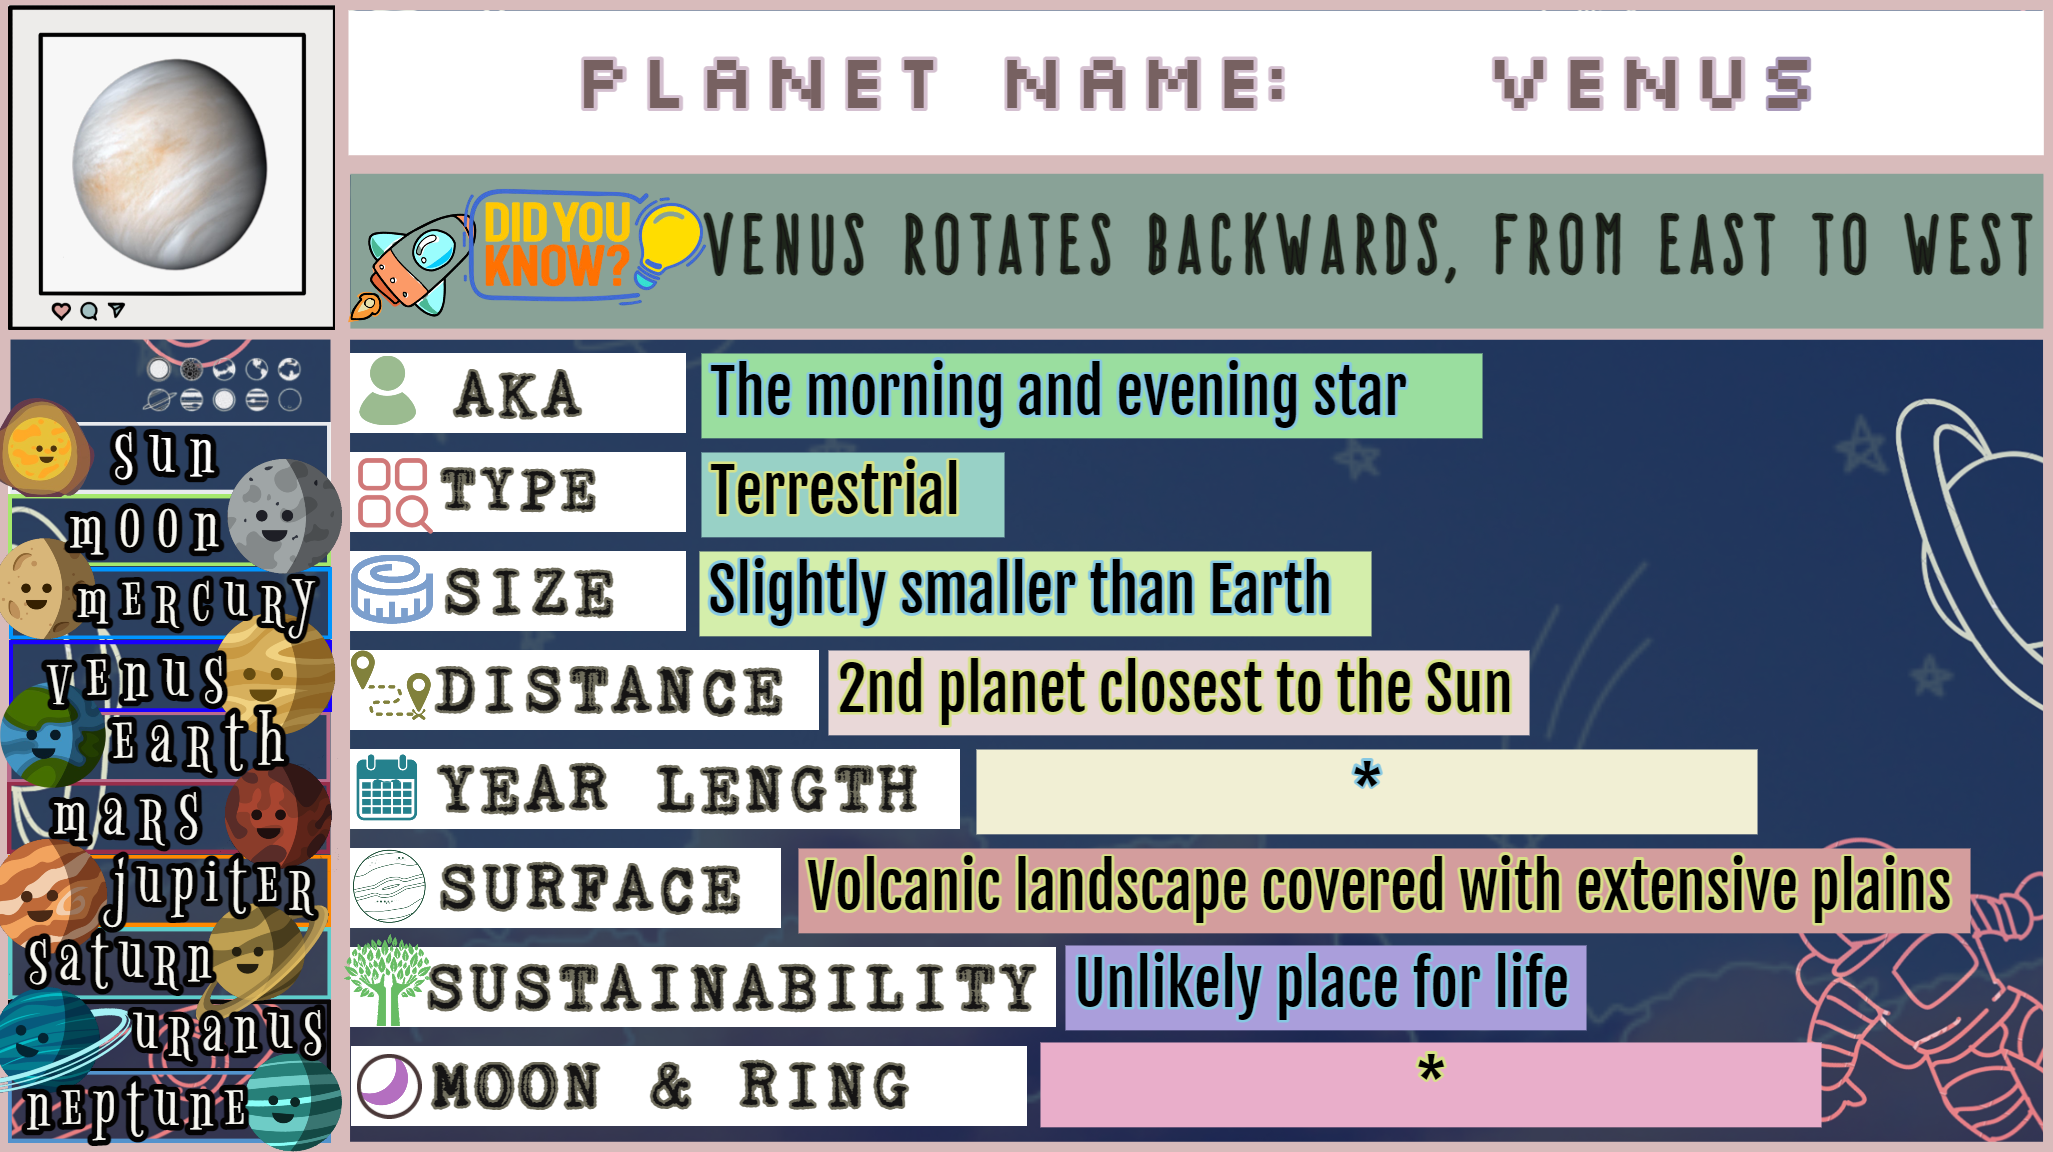 PLANET NAME: VENUS
DID YOU
KNOW?
VENUS ROTATES BACKWARDS, FROM EAST TO WEST
AKA The morning and evening star
TYPE Terrestrial
SIZE Slightly smaller than Earth
DISTANCE 2nd planet closest to the Sun
YEAR LENGTH *
SURFACE Volcanic landscape covered with extensive plains
SUSTAINABILITY Unlikely place for life
MOON & RING *
sun
moon
mERcuRy
vEnus
EaRth
maRs
jupitER
satuRn
uRanus
nEptunE